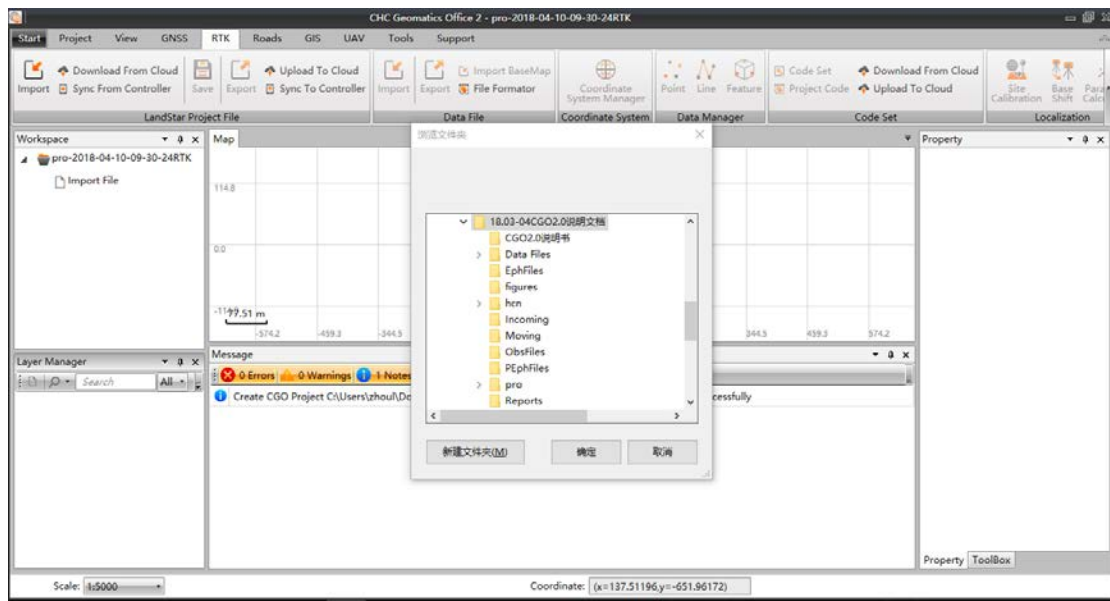 CHC Geomatics Office 2 - pro-2018-04-10-09-30-24RTK
Start Project View GNSS RTK Roads GIS UAV Tools Support
Download From Cloud Upload To Cloud Import BaseMap Code Set Download From Cloud
Import Sync From Controller Save Export Sync To Controller Import Export File Formator Coordinate System Manager Point Line Feature Project Code Upload To Cloud Site Calibration Base Shift
LandStar Project File Data File Coordinate System Data Manager Code Set Localization
Workspace Map 浏览文件夹 Property
pro-2018-04-10-09-30-24RTK
Import File
114.8
18.03-04CGO2.0说明文档
CGO2.0说明书
0.0
Data Files
EphFiles
figures
hcn
Incoming
77.51 m
Moving
-574.2 -459.3 -344.5 344.5 459.3 574.2
ObsFiles
Layer Manager Message
PEphFiles
Search All 0 Errors 0 Warnings 1 Notes
pro
Create CGO Project C:\Users\zhoul\Do
Reports
cessfully
新建文件夹(M) 确定 取消
Property ToolBox
Scale: 1:5000 Coordinate: (x=137.51196,y=-651.96172)